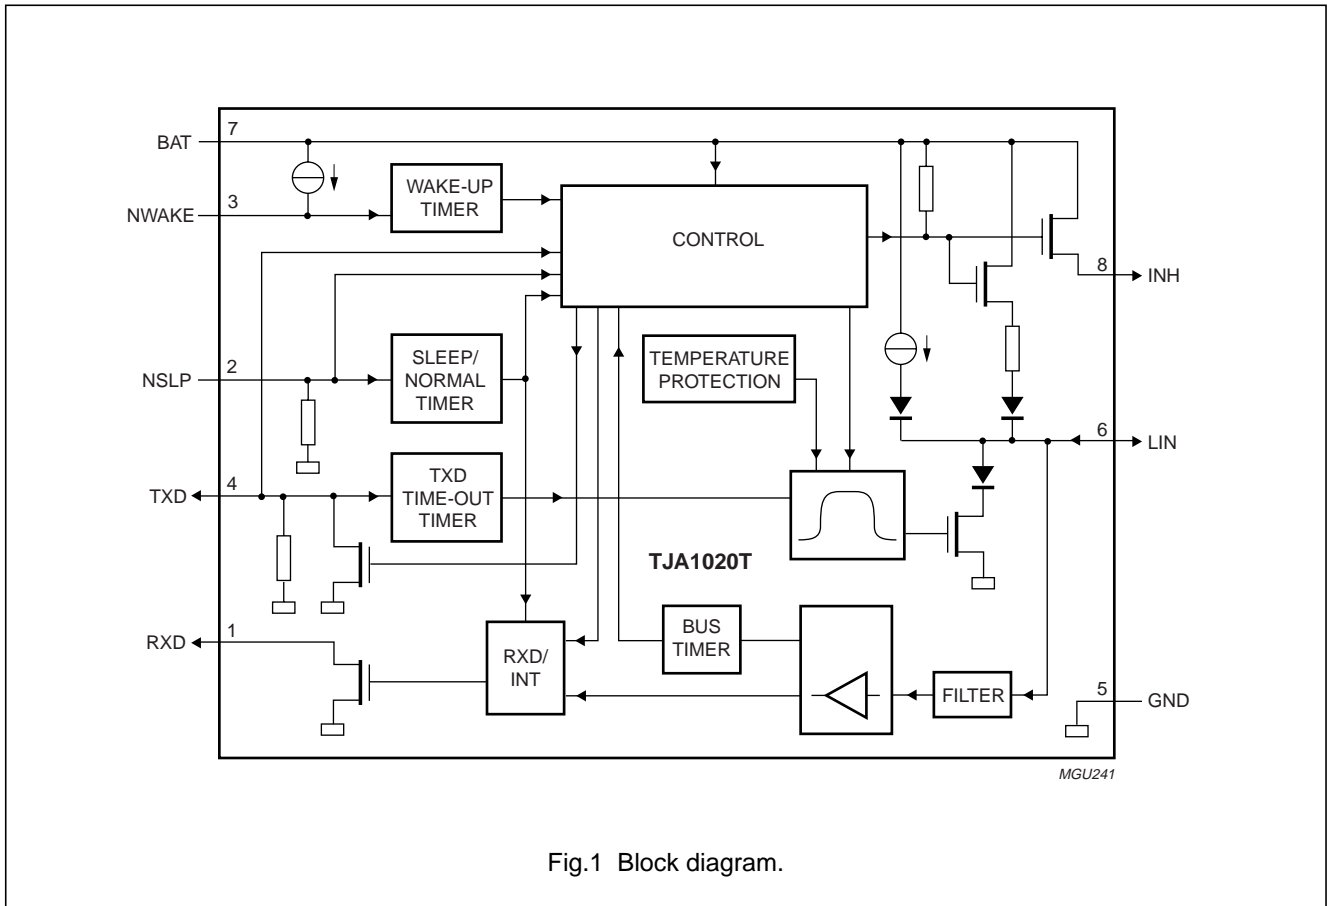 BAT
7
NWAKE
3
WAKE-UP
TIMER
CONTROL
8
INH
NSLP
2
SLEEP/
NORMAL
TIMER
TEMPERATURE
PROTECTION
6
LIN
TXD
4
TXD
TIME-OUT
TIMER
TJA1020T
RXD
1
RXD/
INT
BUS
TIMER
FILTER
5
GND
MGU241
Fig.1 Block diagram.